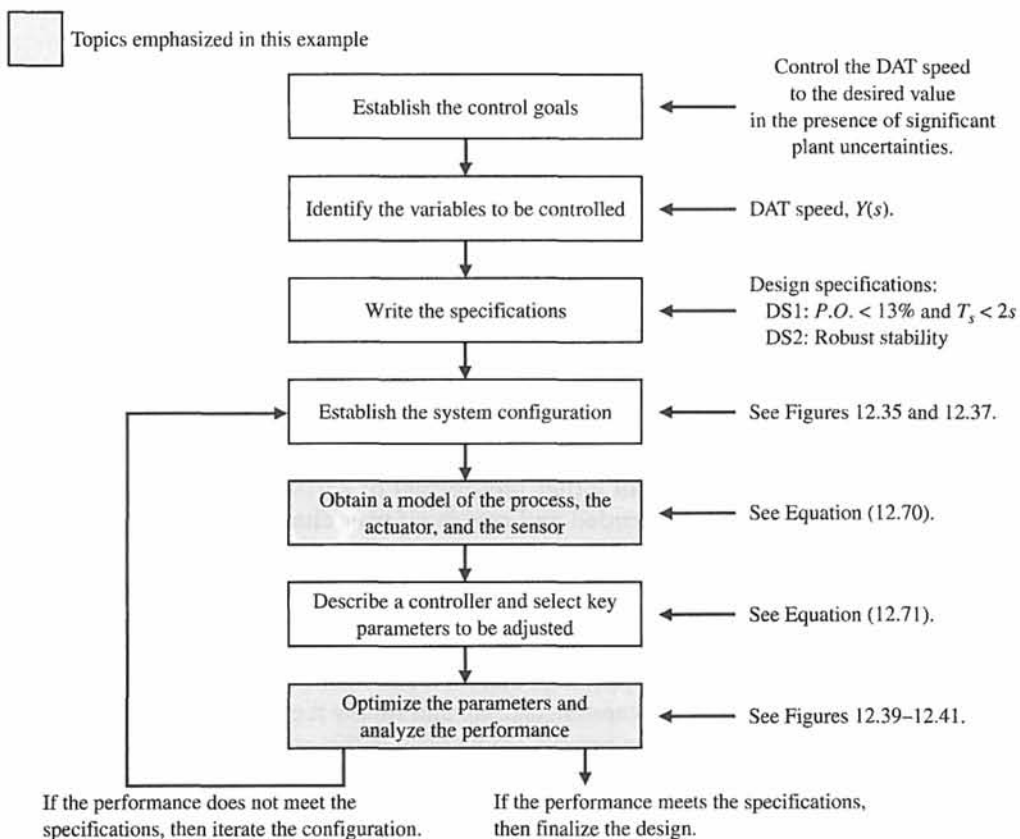 Topics emphasized in this example
Establish the control goals
Control the DAT speed
to the desired value
in the presence of significant
plant uncertainties.
Identify the variables to be controlled
DAT speed, Y(s).
Write the specifications
Design specifications:
DS1: P.O. < 13% and Ts < 2s
DS2: Robust stability
Establish the system configuration
See Figures 12.35 and 12.37.
Obtain a model of the process, the
actuator, and the sensor
See Equation (12.70).
Describe a controller and select key
parameters to be adjusted
See Equation (12.71).
Optimize the parameters and
analyze the performance
See Figures 12.39–12.41.
If the performance does not meet the
specifications, then iterate the configuration.
If the performance meets the specifications,
then finalize the design.